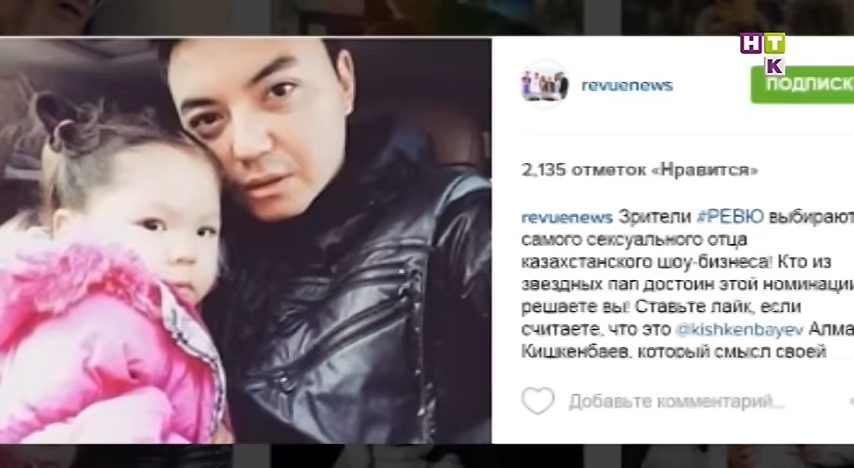 НТК
revuenews
ПОДПИСК
2,135 отметок «Нравится»
revuenews Зрители #РЕВЮ выбирают
самого сексуального отца
казахстанского шоу-бизнеса! Кто из
звездных пап достоин этой номинации
решаете вы! Ставьте лайк, если
считаете, что это @kishkenbayev Алма
Кишкенбаев, который смысл своей
Добавьте комментарий...